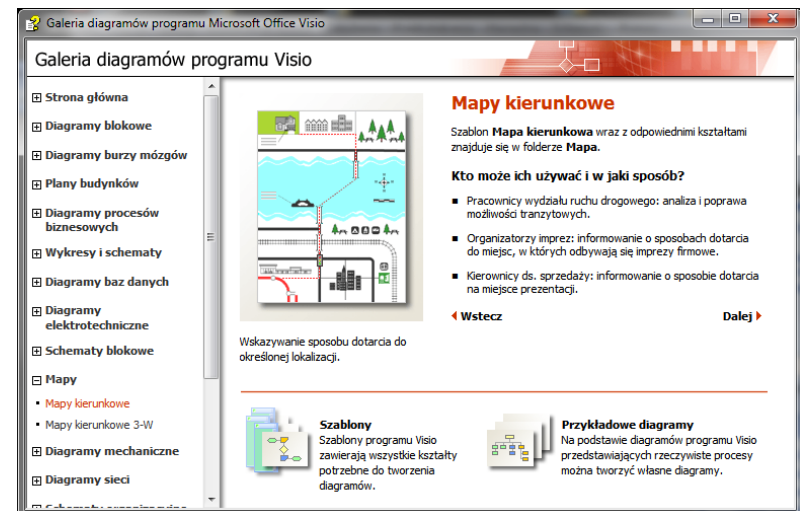 Galeria diagramów programu Microsoft Office Visio
Galeria diagramów programu Visio
Strona główna
Diagramy blokowe
Diagramy burzy mózgów
Plany budynków
Diagramy procesów
biznesowych
Wykresy i schematy
Diagramy baz danych
Diagramy
elektrotechniczne
Schematy blokowe
Mapy
Mapy kierunkowe
Mapy kierunkowe 3-W
Diagramy mechaniczne
Diagramy sieci
Schematy organizacyjne
Wskazywanie sposobu dotarcia do
określonej lokalizacji.
Mapy kierunkowe
Szablon Mapa kierunkowa wraz z odpowiednimi kształtami
znajduje się w folderze Mapa.
Kto może ich używać i w jaki sposób?
Pracownicy wydziału ruchu drogowego: analiza i poprawa
możliwości tranzytowych.
Organizatorzy imprez: informowanie o sposobach dotarcia
do miejsc, w których odbywają się imprezy firmowe.
Kierownicy ds. sprzedaży: informowanie o sposobie dotarcia
na miejsce prezentacji.
Wstecz
Dalej
Szablony
Szablony programu Visio
zawierają wszystkie kształty
potrzebne do tworzenia
diagramów.
Przykładowe diagramy
Na podstawie diagramów programu Visio
przedstawiających rzeczywiste procesy
można tworzyć własne diagramy.